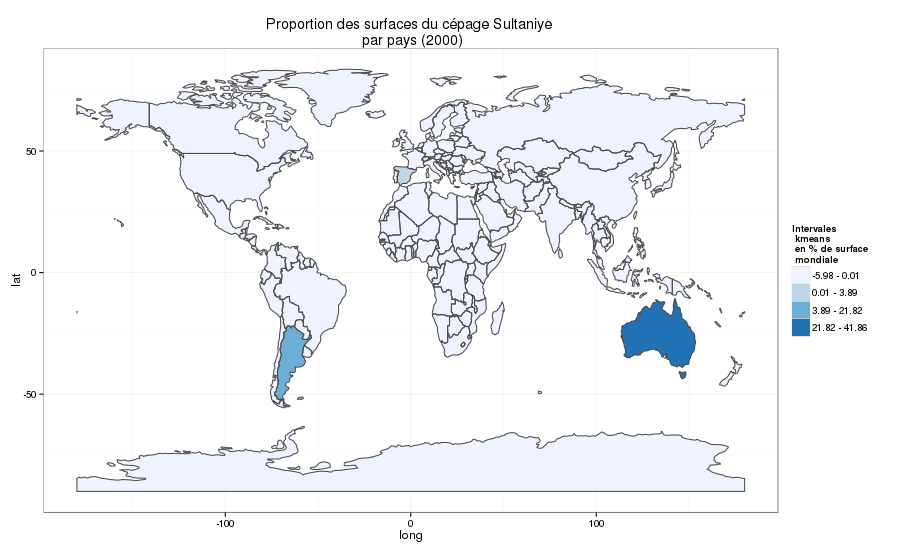 Proportion des surfaces du cépage Sultaniye
par pays (2000)
50
0
-50
lat
-100
0
100
long
Intervales
kmeans
en % de surface
mondiale
-5.98 - 0.01
0.01 - 3.89
3.89 - 21.82
21.82 - 41.86